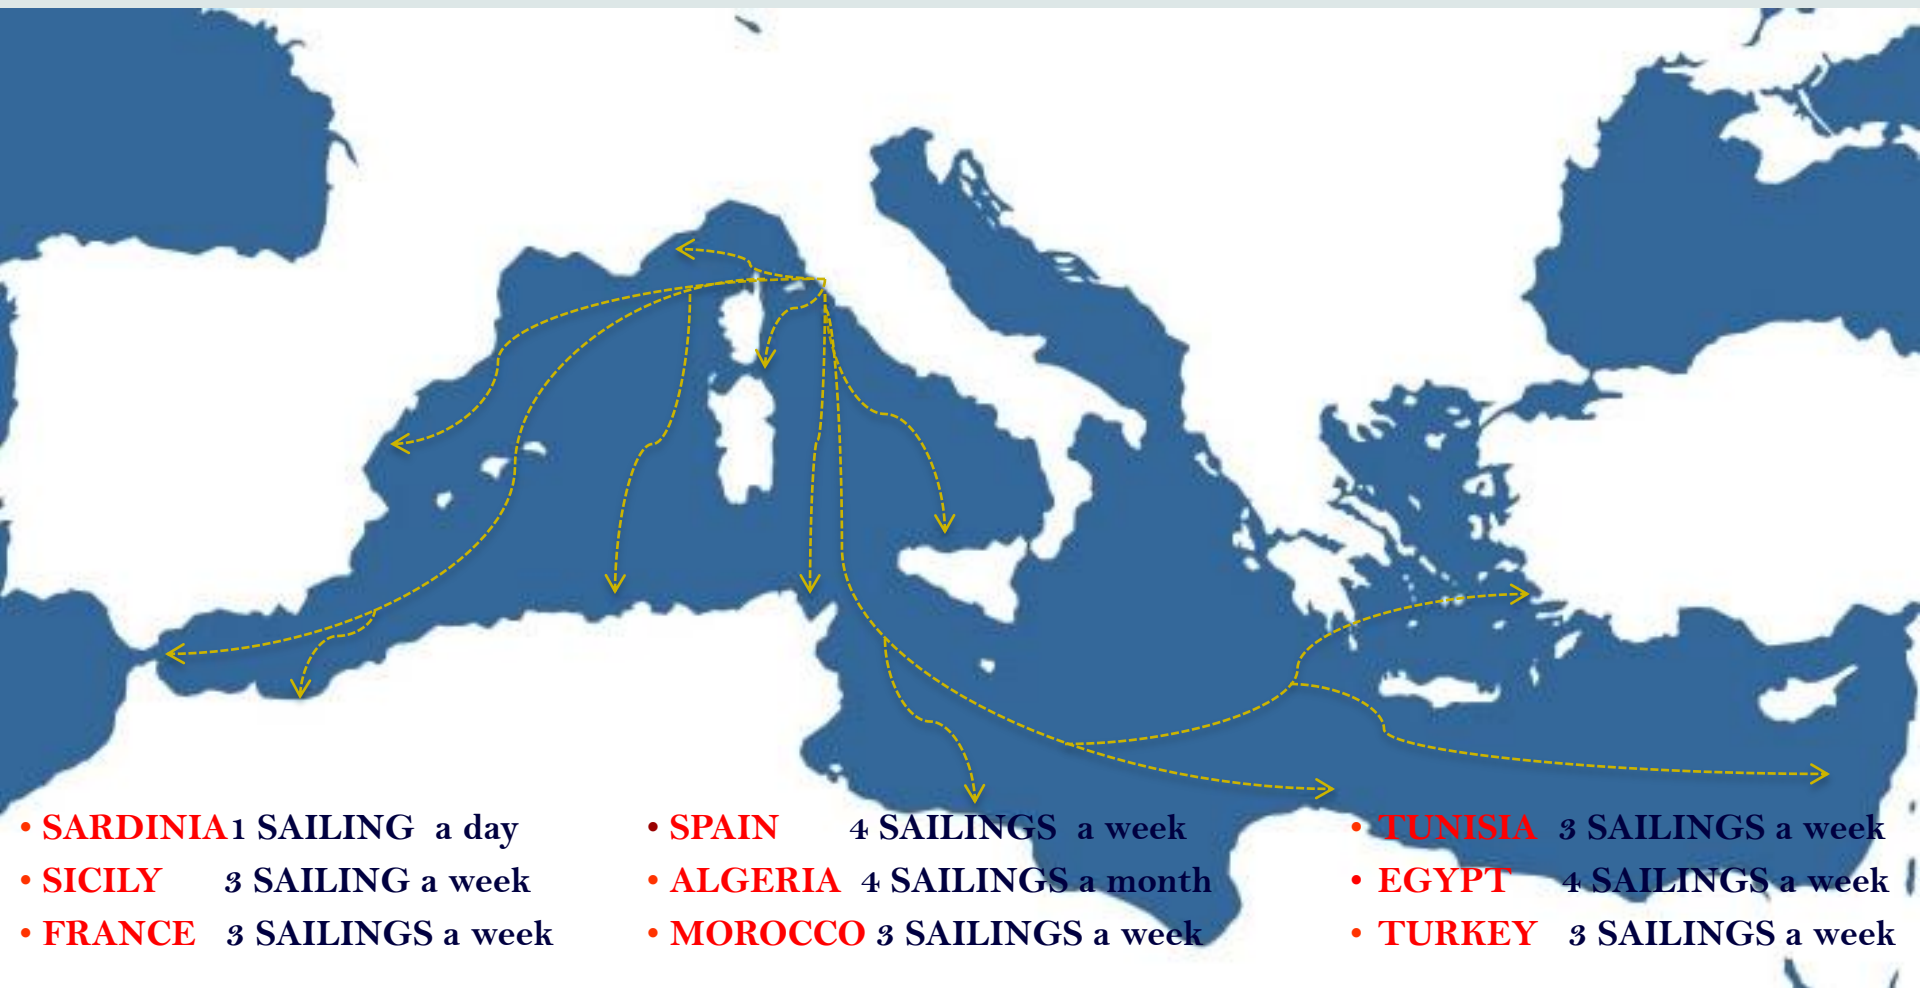 • SARDINIA 1 SAILING a day
• SICILY 3 SAILING a week
• FRANCE 3 SAILINGS a week
• SPAIN 4 SAILINGS a week
• ALGERIA 4 SAILINGS a month
• MOROCCO 3 SAILINGS a week
• TUNISIA 3 SAILINGS a week
• EGYPT 4 SAILINGS a week
• TURKEY 3 SAILINGS a week